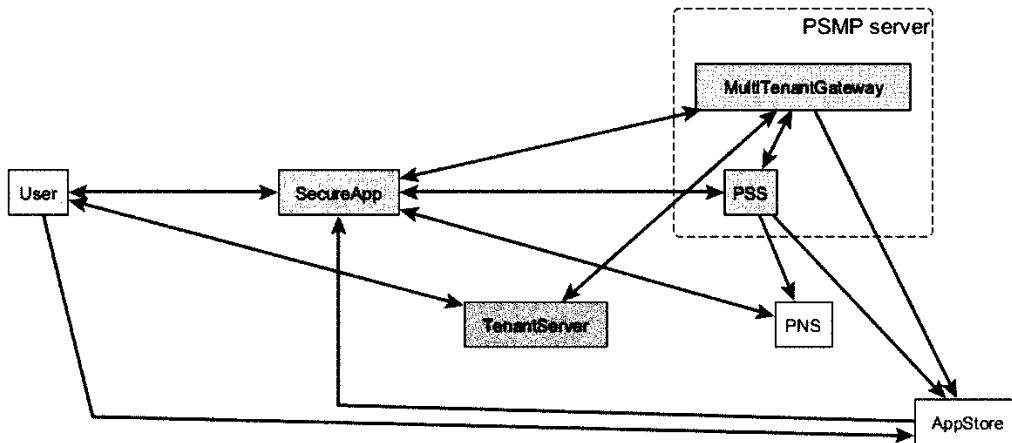 PSMP server
MultiTenantGateway
User
SecureApp
PSS
TenantServer
PNS
AppStore